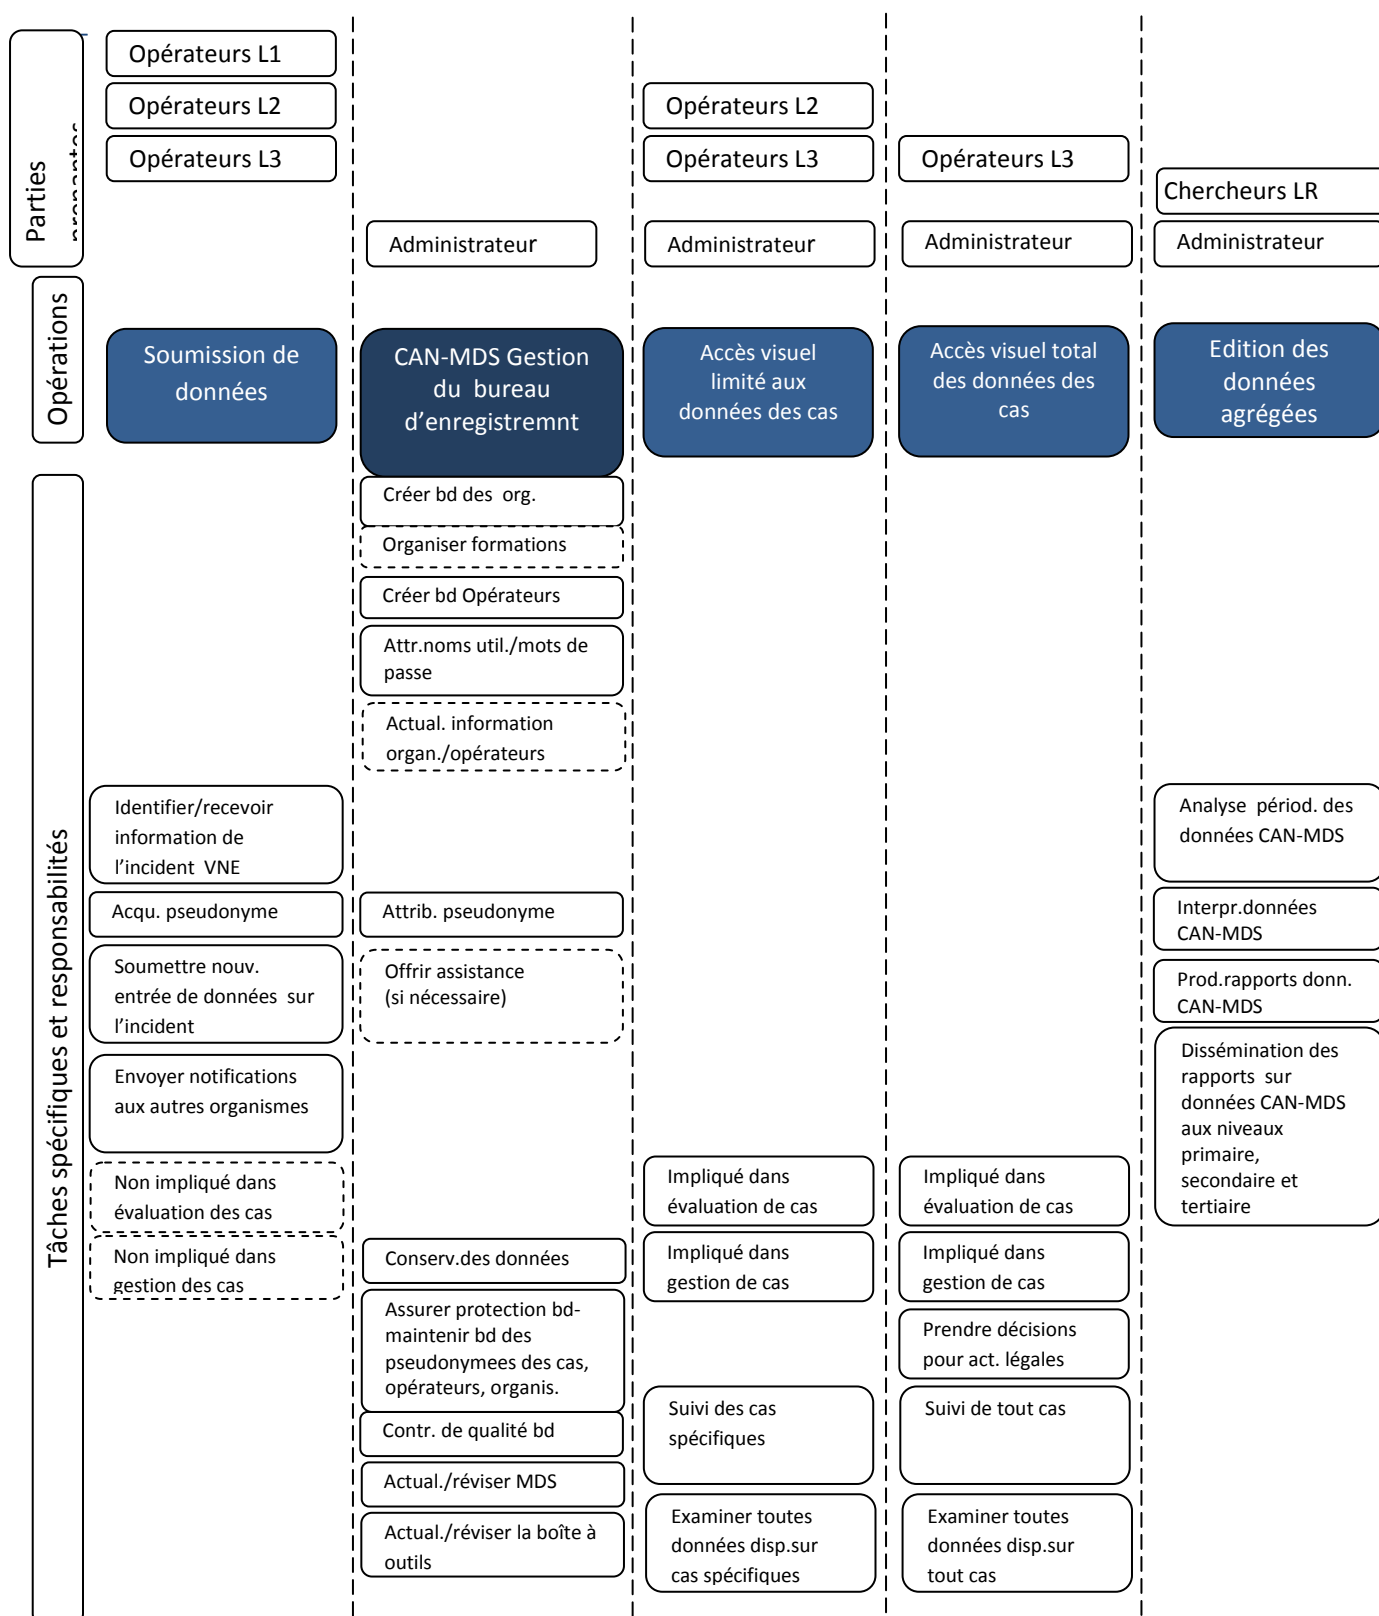 Parties
Opérateurs L1
Opérateurs L2
Opérateurs L3
Opérateurs L2
Opérateurs L3
Opérateurs L3
Chercheurs LR
Administrateur
Administrateur
Administrateur
Administrateur
Opérations
Soumission de
données
CAN-MDS Gestion
du bureau
d’enregistremnt
Accès visuel
limité aux
données des cas
Accès visuel total
des données des
cas
Edition des
données
agrégées
Tâches spécifiques et responsabilités
Identifier/recevoir
information de
l’incident VNE
Acqu. pseudonyme
Soumettre nouv.
entrée de données sur
l’incident
Envoyer notifications
aux autres organismes
Non impliqué dans
évaluation des cas
Non impliqué dans
gestion des cas
Créer bd des org.
Organiser formations
Créer bd Opérateurs
Attr.noms util./mots de
passe
Actual. information
organ./opérateurs
Attrib. pseudonyme
Offrir assistance
(si nécessaire)
Conserv.des données
Assurer protection bd-
maintenir bd des
pseudonymees des cas,
opérateurs, organis.
Contr. de qualité bd
Actual./réviser MDS
Actual./réviser la boîte à
outils
Impliqué dans
évaluation de cas
Impliqué dans
gestion de cas
Suivi des cas
spécifiques
Examiner toutes
données disp.sur
cas spécifiques
Impliqué dans
évaluation de cas
Impliqué dans
gestion de cas
Prendre décisions
pour act. légales
Suivi de tout cas
Examiner toutes
données disp.sur
tout cas
Analyse périod. des
données CAN-MDS
Interpr.données
CAN-MDS
Prod.rapports donn.
CAN-MDS
Dissémination des
rapports sur
données CAN-MDS
aux niveaux
primaire,
secondaire et
tertiaire